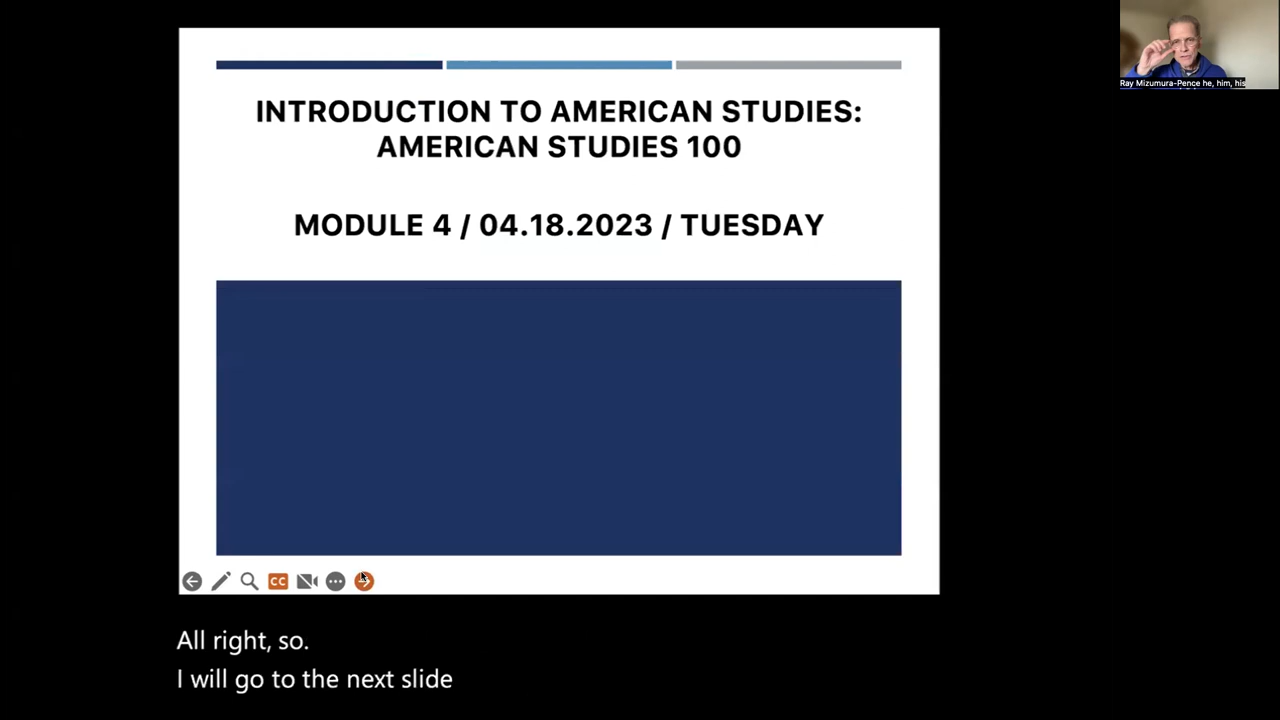 Ray Mizumura-Pence he, him, his
INTRODUCTION TO AMERICAN STUDIES:
AMERICAN STUDIES 100
MODULE 4 / 04.18.2023 / TUESDAY
CC
All right, so.
I will go to the next slide